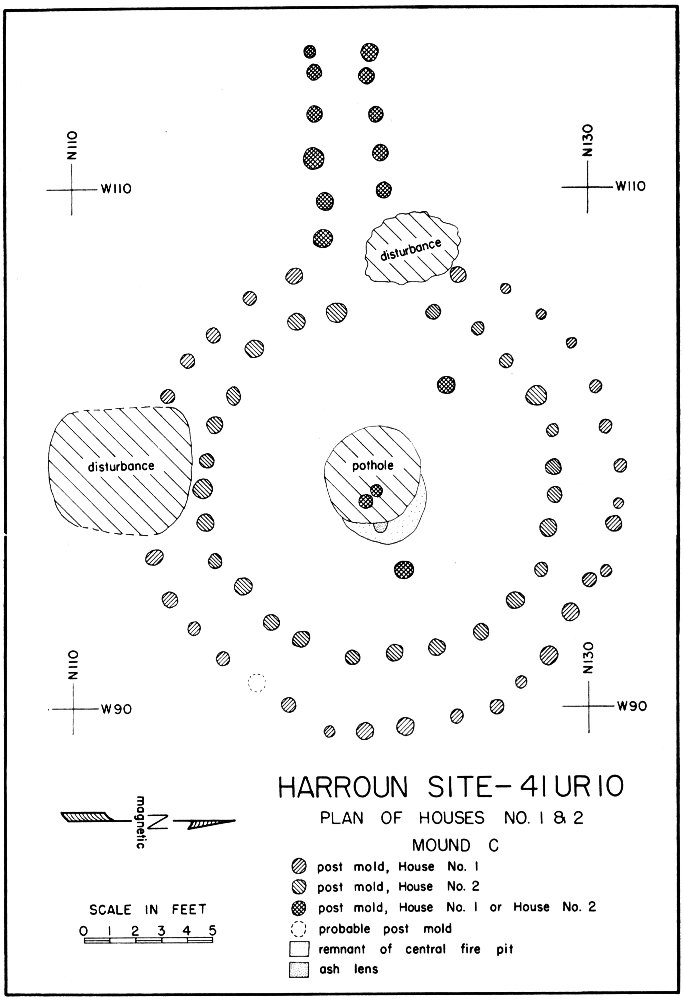 N110
W110
N130
W110
disturbance
disturbance
pothole
N110
W90
N130
W90
magnetic
N
HARROUN SITE-41UR10
PLAN OF HOUSES NO. 1 & 2
MOUND C
post mold, House No. 1
post mold, House No. 2
post mold, House No. 1 or House No. 2
probable post mold
remnant of central fire pit
ash lens
SCALE IN FEET
0 1 2 3 4 5